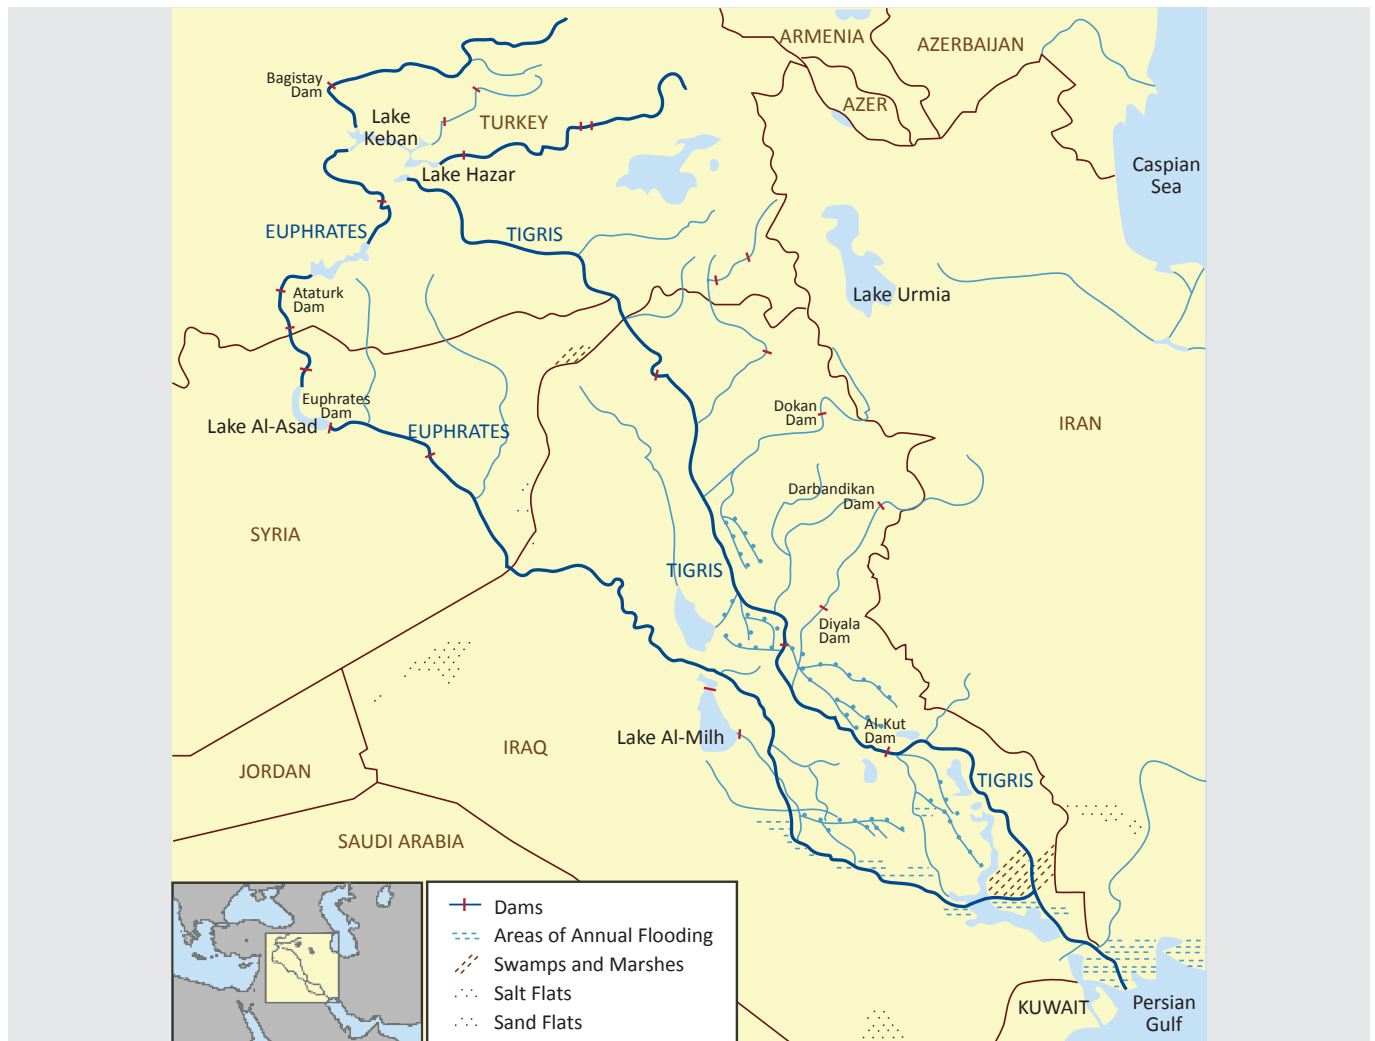 ARMENIA
AZERBAIJAN
Bagistay
Dam
AZER
Lake
Keban
TURKEY
Caspian
Sea
Lake Hazar
EUPHRATES
TIGRIS
Lake Urmia
Ataturk
Dam
Euphrates
Dam
Lake Al-Asad
EUPHRATES
Dokan
Dam
IRAN
Darbandikan
Dam
SYRIA
TIGRIS
Diyala
Dam
Lake Al-Milh
Al Kut
Dam
IRAQ
JORDAN
TIGRIS
SAUDI ARABIA
Dams
Areas of Annual Flooding
Swamps and Marshes
Salt Flats
Sand Flats
KUWAIT
Persian
Gulf